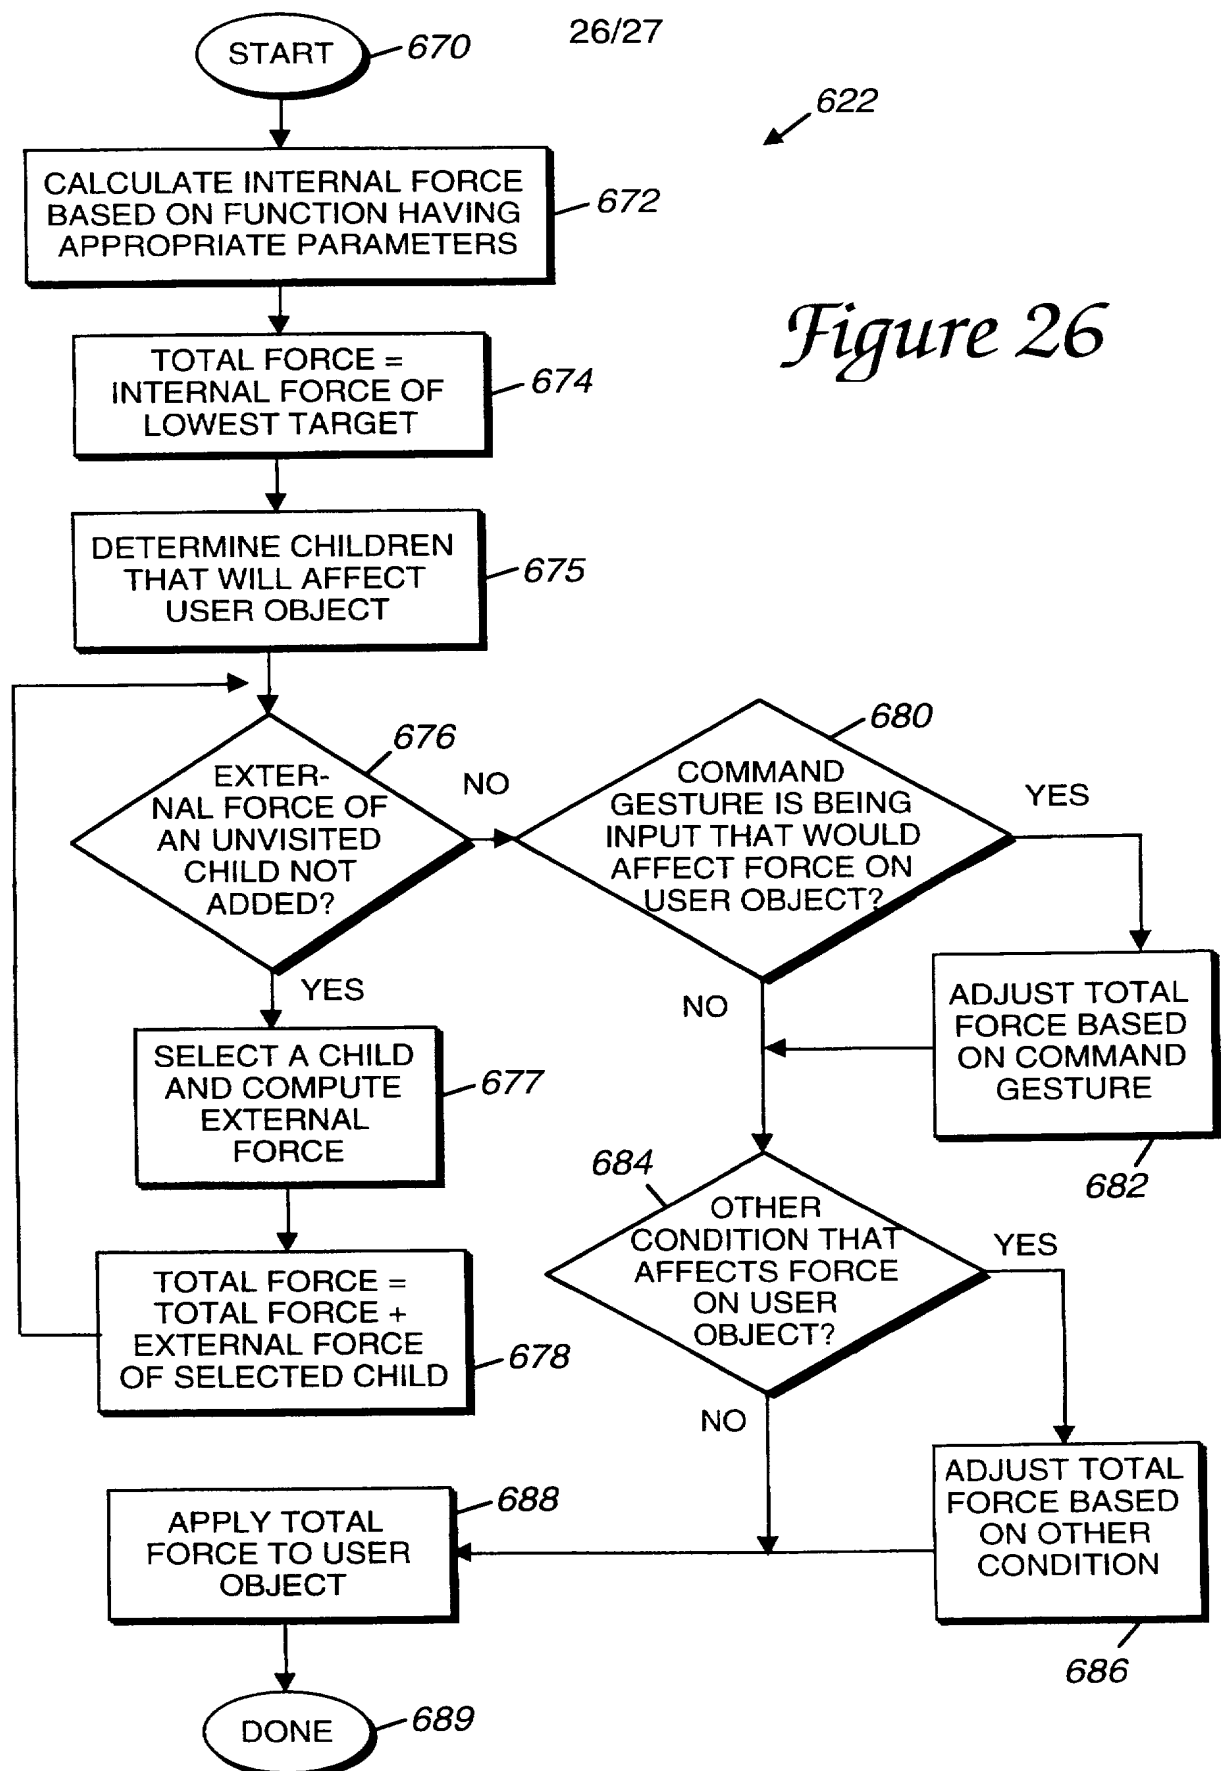 26/27
START
670
622
CALCULATE INTERNAL FORCE
BASED ON FUNCTION HAVING
APPROPRIATE PARAMETERS
672
Figure 26
TOTAL FORCE =
INTERNAL FORCE OF
LOWEST TARGET
674
DETERMINE CHILDREN
THAT WILL AFFECT
USER OBJECT
675
EXTER-
NAL FORCE OF
AN UNVISITED
CHILD NOT
ADDED?
676
NO
YES
COMMAND
GESTURE IS BEING
INPUT THAT WOULD
AFFECT FORCE ON
USER OBJECT?
680
YES
NO
SELECT A CHILD
AND COMPUTE
EXTERNAL
FORCE
677
ADJUST TOTAL
FORCE BASED
ON COMMAND
GESTURE
682
TOTAL FORCE =
TOTAL FORCE +
EXTERNAL FORCE
OF SELECTED CHILD
678
684
OTHER
CONDITION THAT
AFFECTS FORCE
ON USER
OBJECT?
YES
NO
ADJUST TOTAL
FORCE BASED
ON OTHER
CONDITION
686
APPLY TOTAL
FORCE TO USER
OBJECT
688
DONE
689